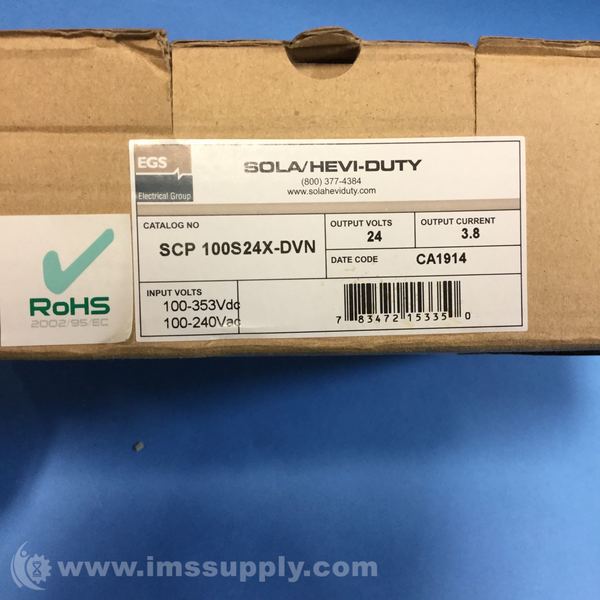 EGS
Electrical Group
SOLA/HEVI-DUTY
(800) 377-4384
www.solaheviduty.com
CATALOG NO
SCP 100S24X-DVN
OUTPUT VOLTS
24
OUTPUT CURRENT
3.8
DATE CODE
CA1914
INPUT VOLTS
100-353Vdc
100-240Vac
7 83472 15335 0
RoHS
2002/95/EC
www.imssupply.com